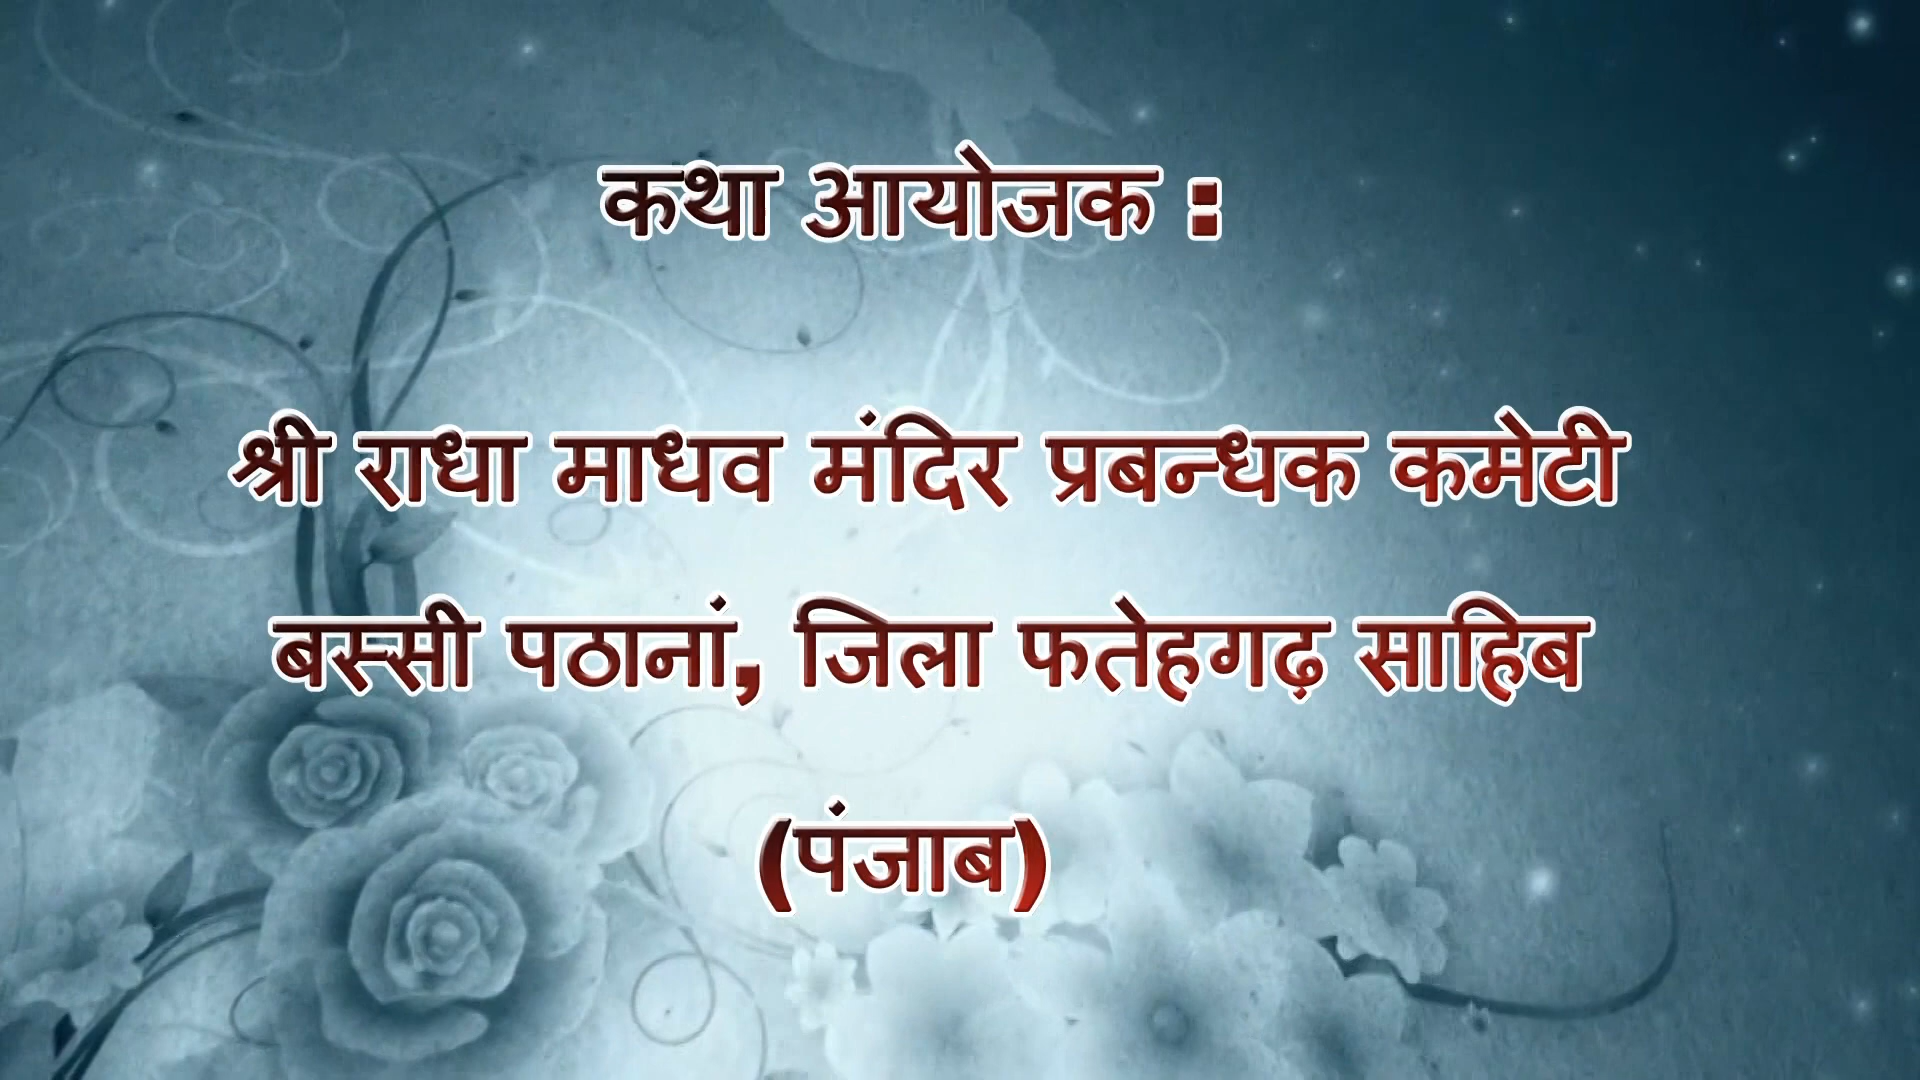 कथा आयोजक :
श्री राधा माधव मंदिर प्रबन्धक कमेटी
बस्सी पठानां, जिला फतेहगढ़ साहिब
(पंजाब)